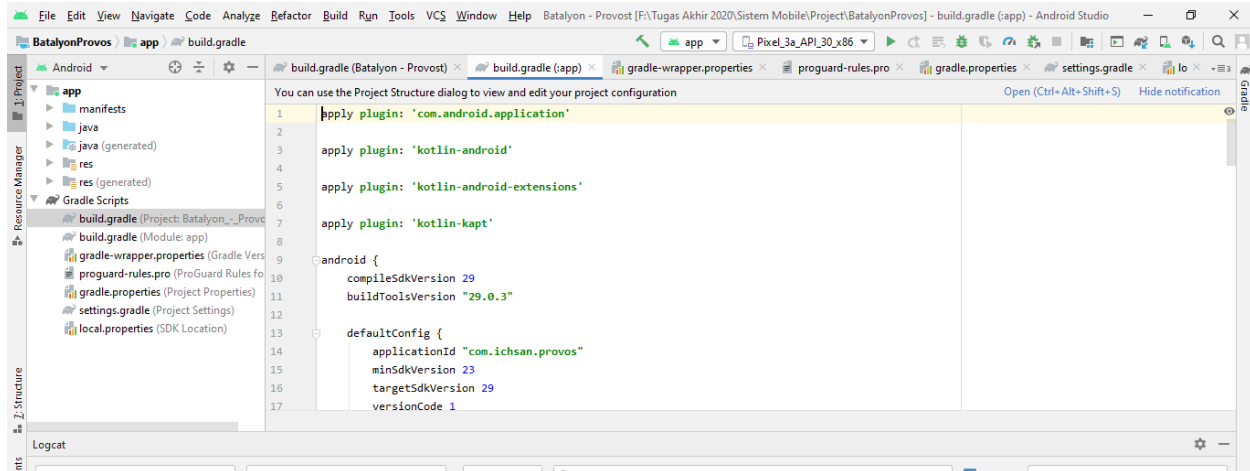 File Edit View Navigate Code Analyze Refactor Build Run Tools VCS Window Help Batalyon - Provost [F:\Tugas Akhir 2020\Sistem Mobile\Project\BatalyonProvos] - build.gradle (:app) - Android Studio
BatalyonProvos app build.gradle app Pixel_3a_API_30_x86
Android build.gradle (Batalyon - Provost) build.gradle (:app) gradle-wrapper.properties proguard-rules.pro gradle.properties settings.gradle lo
1: Project
Resource Manager
Z: Structure
Gradle
app
manifests
java
java (generated)
res
res (generated)
Gradle Scripts
build.gradle (Project: Batalyon_-_Provo
build.gradle (Module: app)
gradle-wrapper.properties (Gradle Vers
proguard-rules.pro (ProGuard Rules fo
gradle.properties (Project Properties)
settings.gradle (Project Settings)
local.properties (SDK Location)
You can use the Project Structure dialog to view and edit your project configuration Open (Ctrl+Alt+Shift+S) Hide notification
1 apply plugin: 'com.android.application'
2
3 apply plugin: 'kotlin-android'
4
5 apply plugin: 'kotlin-android-extensions'
6
7 apply plugin: 'kotlin-kapt'
8
9 android {
10 compileSdkVersion 29
11 buildToolsVersion "29.0.3"
12
13 defaultConfig {
14 applicationId "com.ichsan.provos"
15 minSdkVersion 23
16 targetSdkVersion 29
17 versionCode 1
Logcat